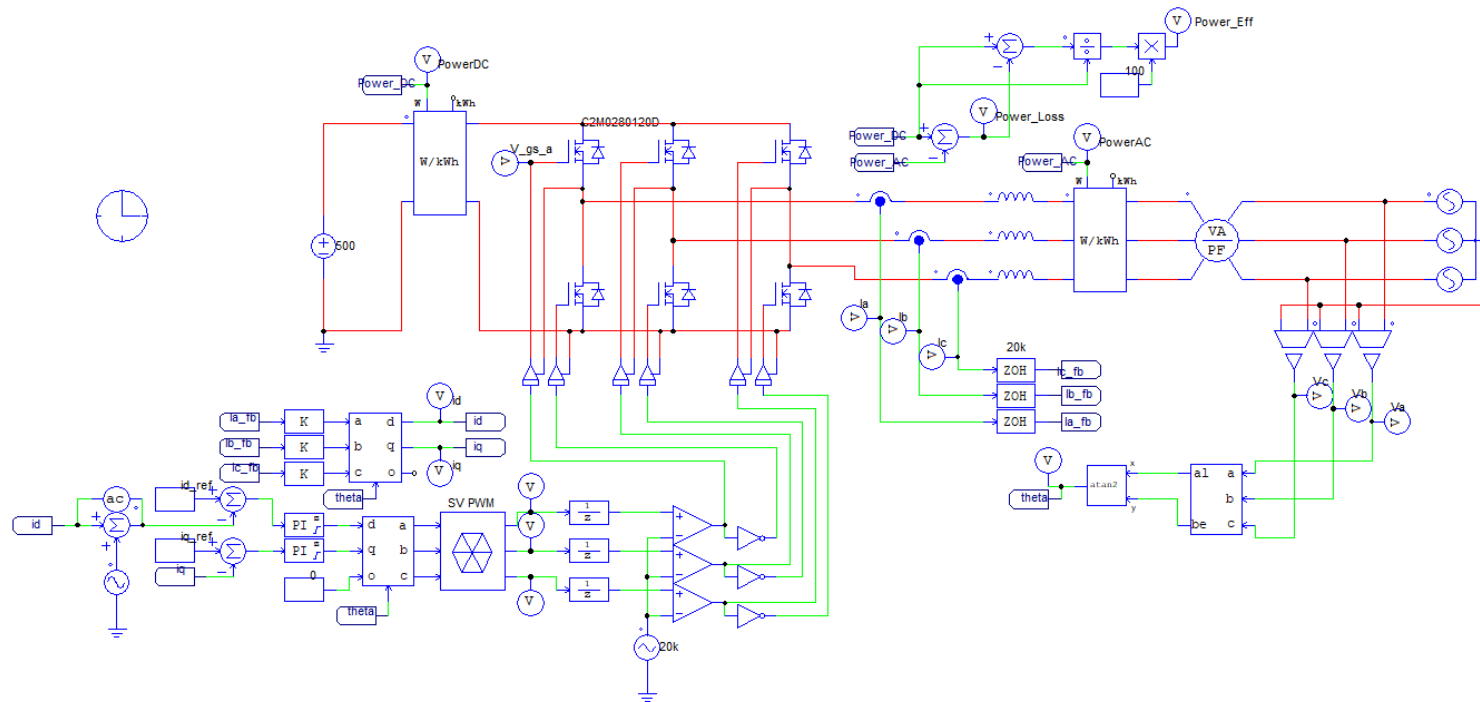 V
Power_Eff
V
PowerDC
Power_DC
100
W
kWh
V
Power_Loss
C2M0280120D
V
PowerAC
Power_DC
Power_AC
Power_AC
V_gs_a
V
W/kWh
W
kWh
500
W/kWh
VA
PF
Ia
V
Ib
V
Ic
V
20k
ZOH
Ic_fb
ZOH
Ib_fb
ZOH
Ia_fb
Vc
V
Vb
V
Va
V
V
id
Ia_fb
K
a
d
id
Ib_fb
K
b
q
iq
Ic_fb
K
c
o
V
iq
theta
V
theta
x
atan2
y
al
a
b
be
c
id_ref
ac
id
PI
d
a
SV PWM
V
1
z
iq_ref
PI
q
b
V
1
z
iq
0
o
c
V
1
z
theta
20k